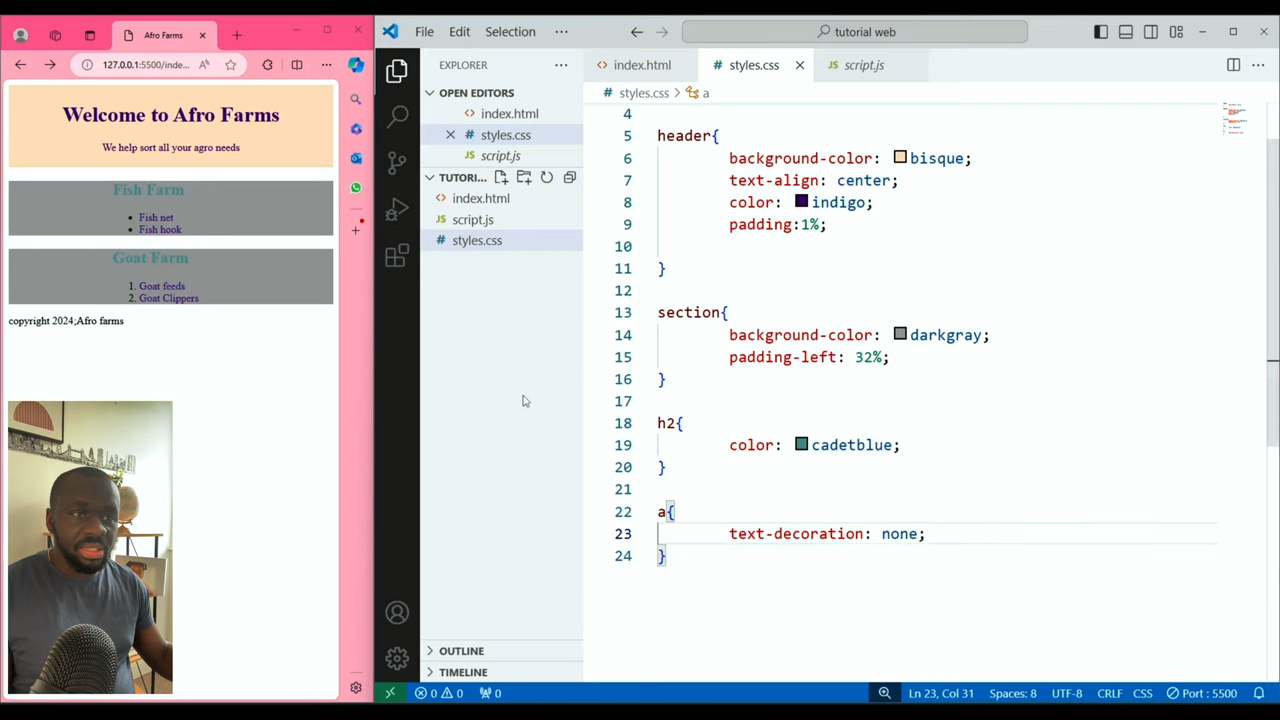 Afro Farms
127.0.0.1:5500/inde...
Welcome to Afro Farms
We help sort all your agro needs
Fish Farm
Fish net
Fish hook
Goat Farm
1. Goat feeds
2. Goat Clippers
copyright 2024;Afro farms
File Edit Selection ...
tutorial web
EXPLORER
OPEN EDITORS
index.html
styles.css
script.js
TUTORI...
index.html
script.js
styles.css
OUTLINE
TIMELINE
index.html styles.css script.js
styles.css > a
4
5 header{
6 background-color: bisque;
7 text-align: center;
8 color: indigo;
9 padding:1%;
10
11 }
12
13 section{
14 background-color: darkgray;
15 padding-left: 32%;
16 }
17
18 h2{
19 color: cadetblue;
20 }
21
22 a{
23 text-decoration: none;
24 }
0 0 0 Ln 23, Col 31 Spaces: 8 UTF-8 CRLF CSS Port : 5500